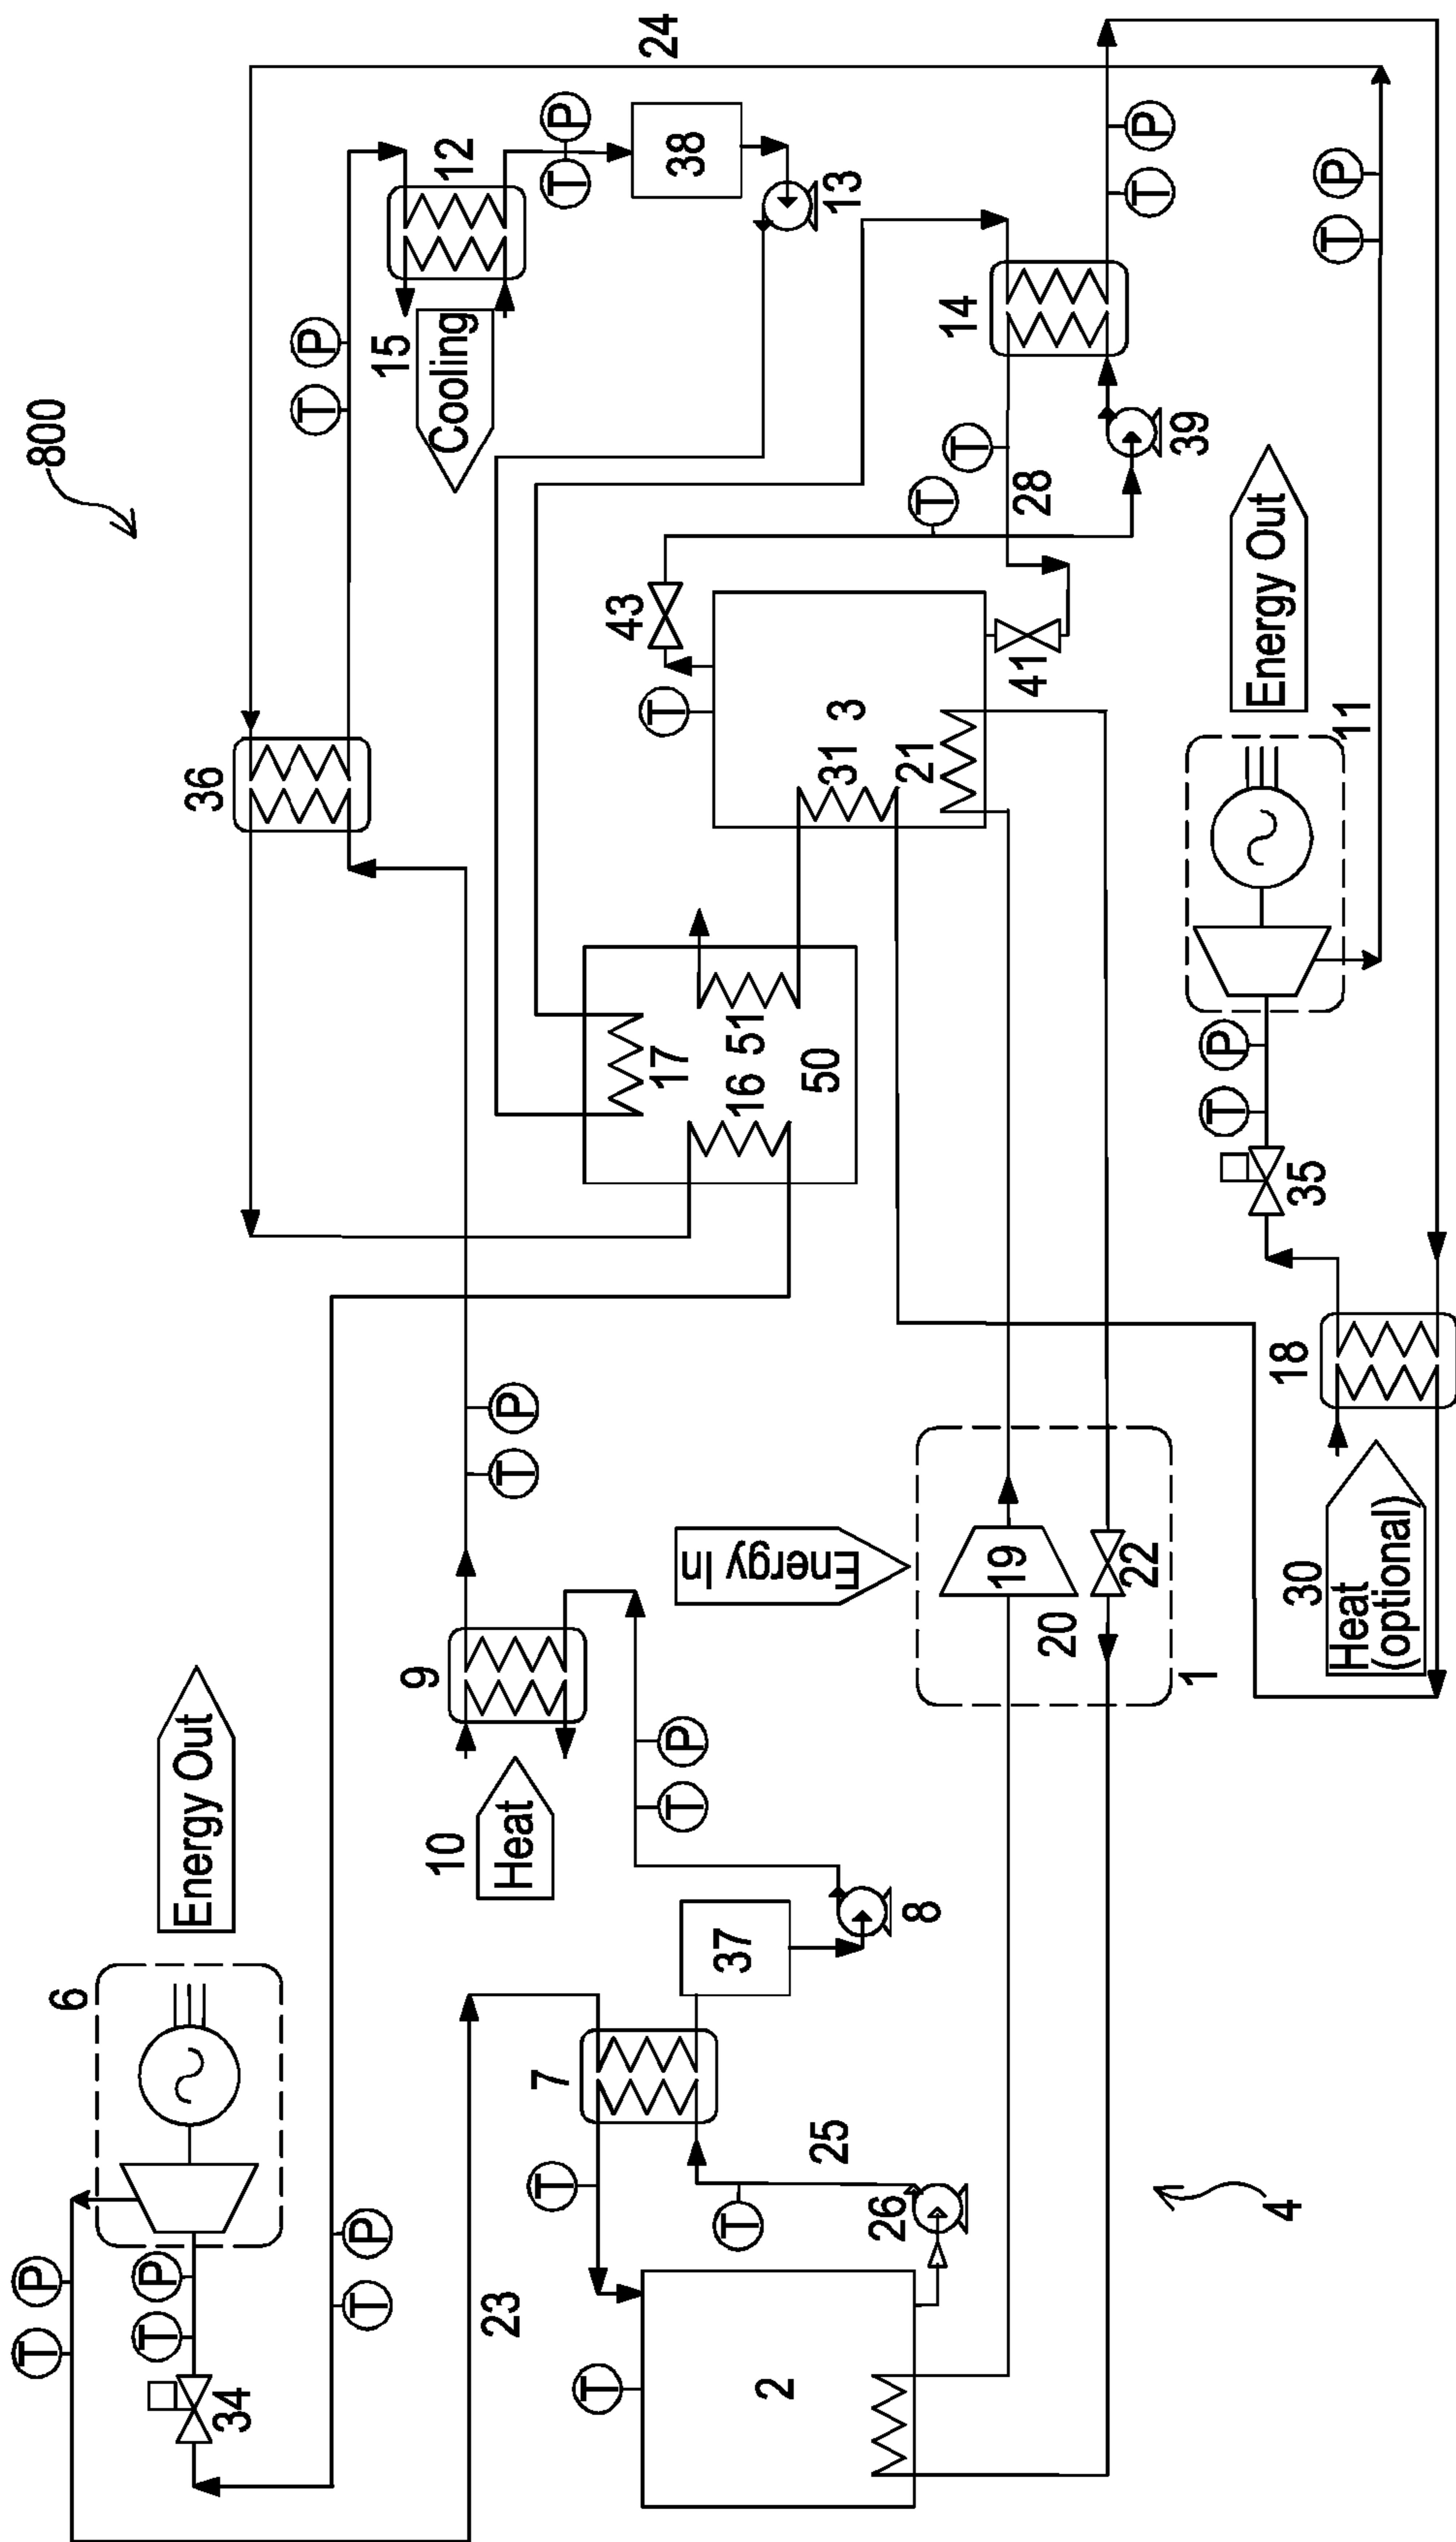 800
T
P
6
T
P
Energy Out
36
34
T
P
T
P
15
9
10
Cooling
12
23
Heat
T
P
7
T
T
P
T
43
24
T
17
T
P
38
T
37
16
51
Energy In
2
50
25
31
3
13
26
8
21
T
14
T
19
41
28
20
22
T
P
1
39
11
35
T
P
Energy Out
4
30
18
T
P
Heat
(optional)